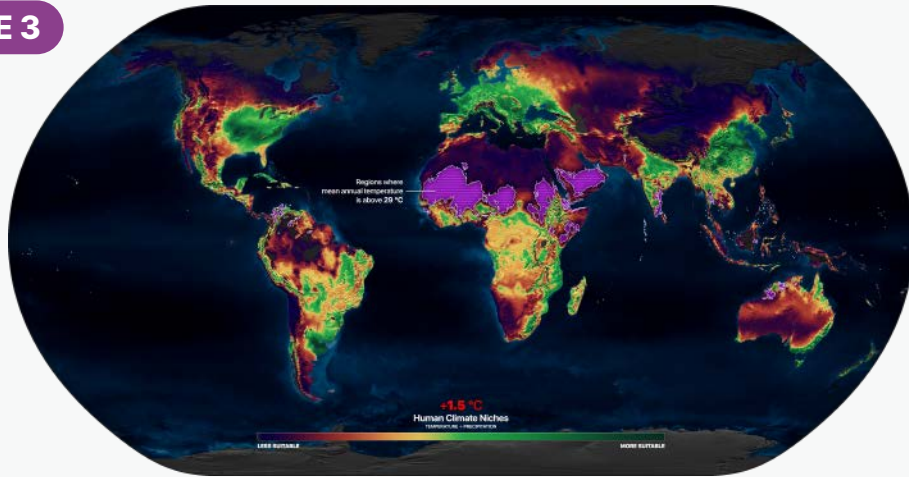 E 3
Regions where
mean annual temperature
is above 29 °C
+1.5 °C
Human Climate Niches
TEMPERATURE + PRECIPITATION
LESS SUITABLE
MORE SUITABLE